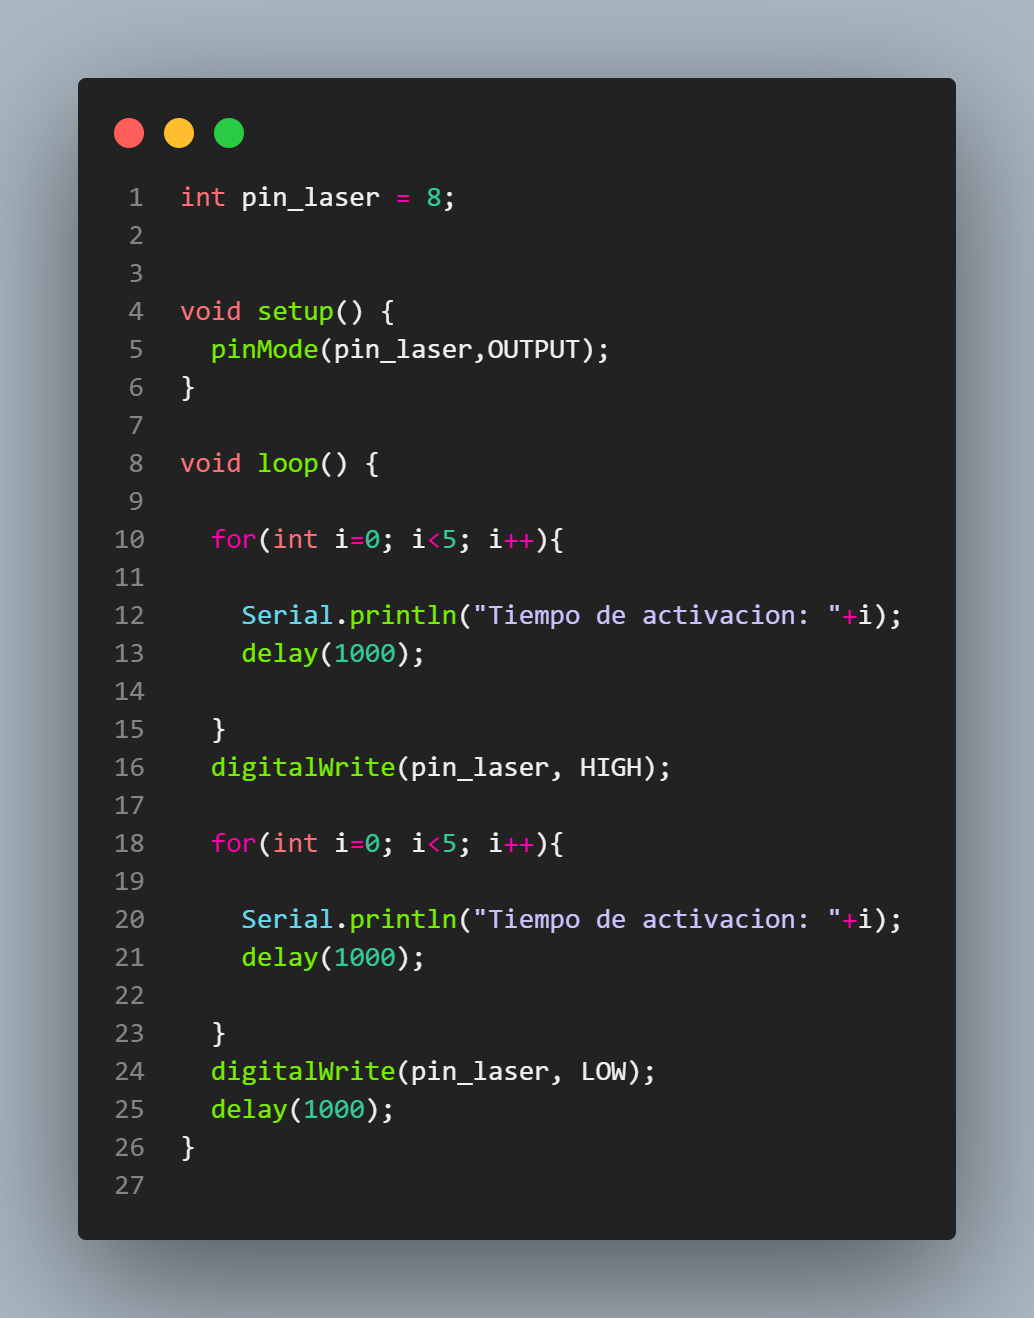 1 int pin_laser = 8;
2
3
4 void setup() {
5   pinMode(pin_laser,OUTPUT);
6 }
7
8 void loop() {
9
10   for(int i=0; i<5; i++){
11
12     Serial.println("Tiempo de activacion: "+i);
13     delay(1000);
14
15   }
16   digitalWrite(pin_laser, HIGH);
17
18   for(int i=0; i<5; i++){
19
20     Serial.println("Tiempo de activacion: "+i);
21     delay(1000);
22
23   }
24   digitalWrite(pin_laser, LOW);
25   delay(1000);
26 }
27